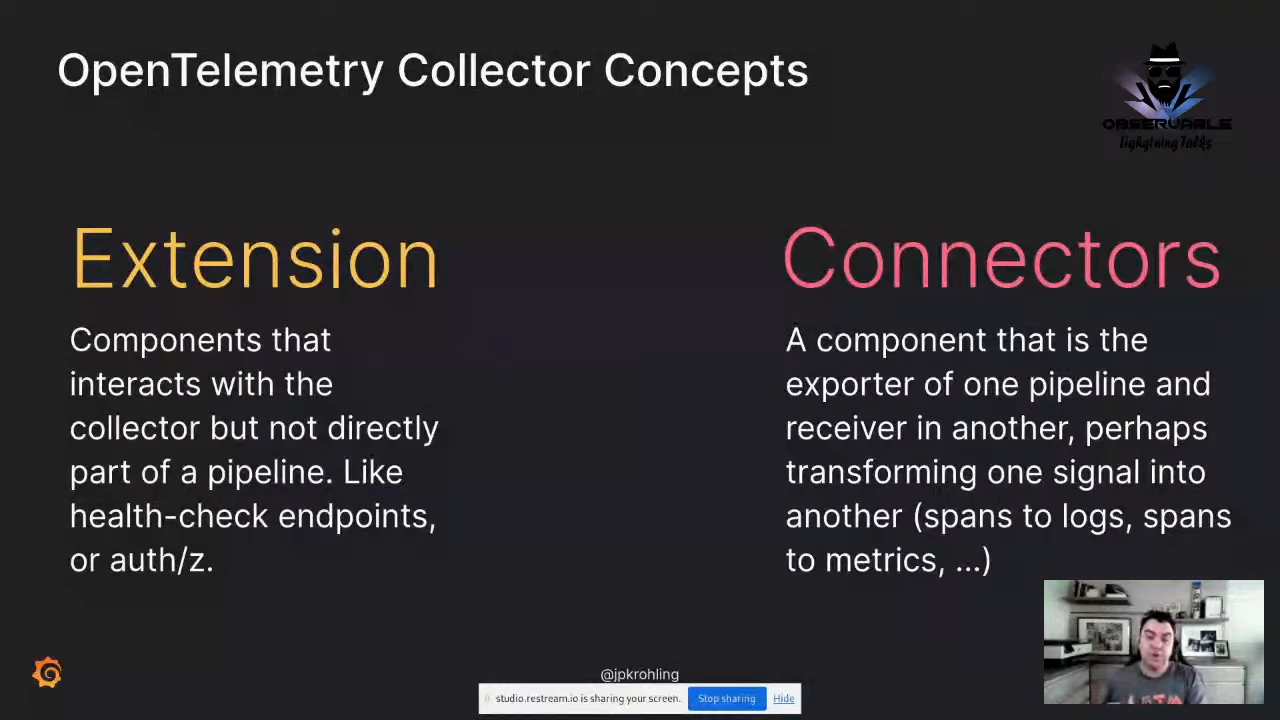 OpenTelemetry Collector Concepts
OBSERVABLE
Lighytning Talks
Extension
Components that
interacts with the
collector but not directly
part of a pipeline. Like
health-check endpoints,
or auth/z.
Connectors
A component that is the
exporter of one pipeline and
receiver in another, perhaps
transforming one signal into
another (spans to logs, spans
to metrics, ...)
@jpkrohling
studio.restream.io is sharing your screen.
Stop sharing
Hide